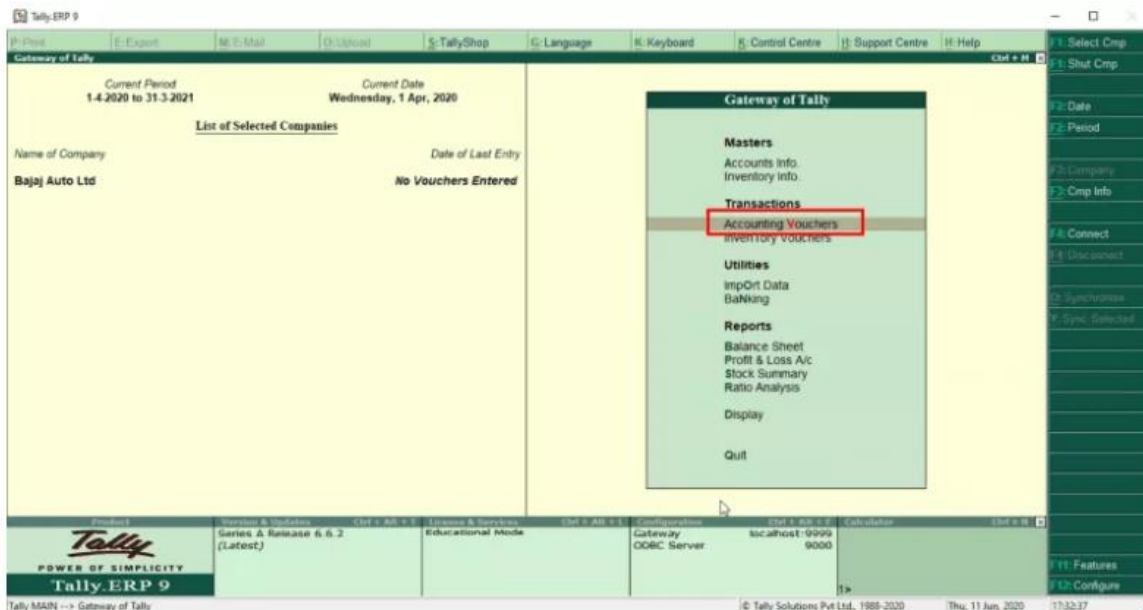 Tally.ERP 9
P: Print E: Export M: E-Mail O: Upload S: TallyShop G: Language K: Keyboard K: Control Centre H: Support Centre H: Help
Gateway of Tally Ctrl + M
Current Period Current Date
1-4-2020 to 31-3-2021 Wednesday, 1 Apr, 2020
List of Selected Companies
Name of Company Date of Last Entry
Bajaj Auto Ltd No Vouchers Entered
Gateway of Tally
Masters
Accounts Info.
Inventory Info.
Transactions
Accounting Vouchers
InvenTory Vouchers
Utilities
ImpOrt Data
BaNking
Reports
Balance Sheet
Profit & Loss A/c
Stock Summary
Ratio Analysis
Display
Quit
F1: Select Cmp
F1: Shut Cmp
F2: Date
F2: Period
F3: Company
F3: Cmp Info
F4: Connect
F4: Disconnect
Q: Synchronise
Y: Sync. Selected
F11: Features
F12: Configure
Product
Tally
POWER OF SIMPLICITY
Tally.ERP 9
Version & Updates Ctrl + Alt + T
Series A Release 6.6.2
(Latest)
License & Services Ctrl + Alt + L
Educational Mode
Configuration Ctrl + Alt + F
Gateway localhost:9999
ODBC Server 9000
Calculator Ctrl + N
1>
Tally MAIN --> Gateway of Tally © Tally Solutions Pvt Ltd., 1988-2020 Thu, 11 Jun, 2020 17:32:37